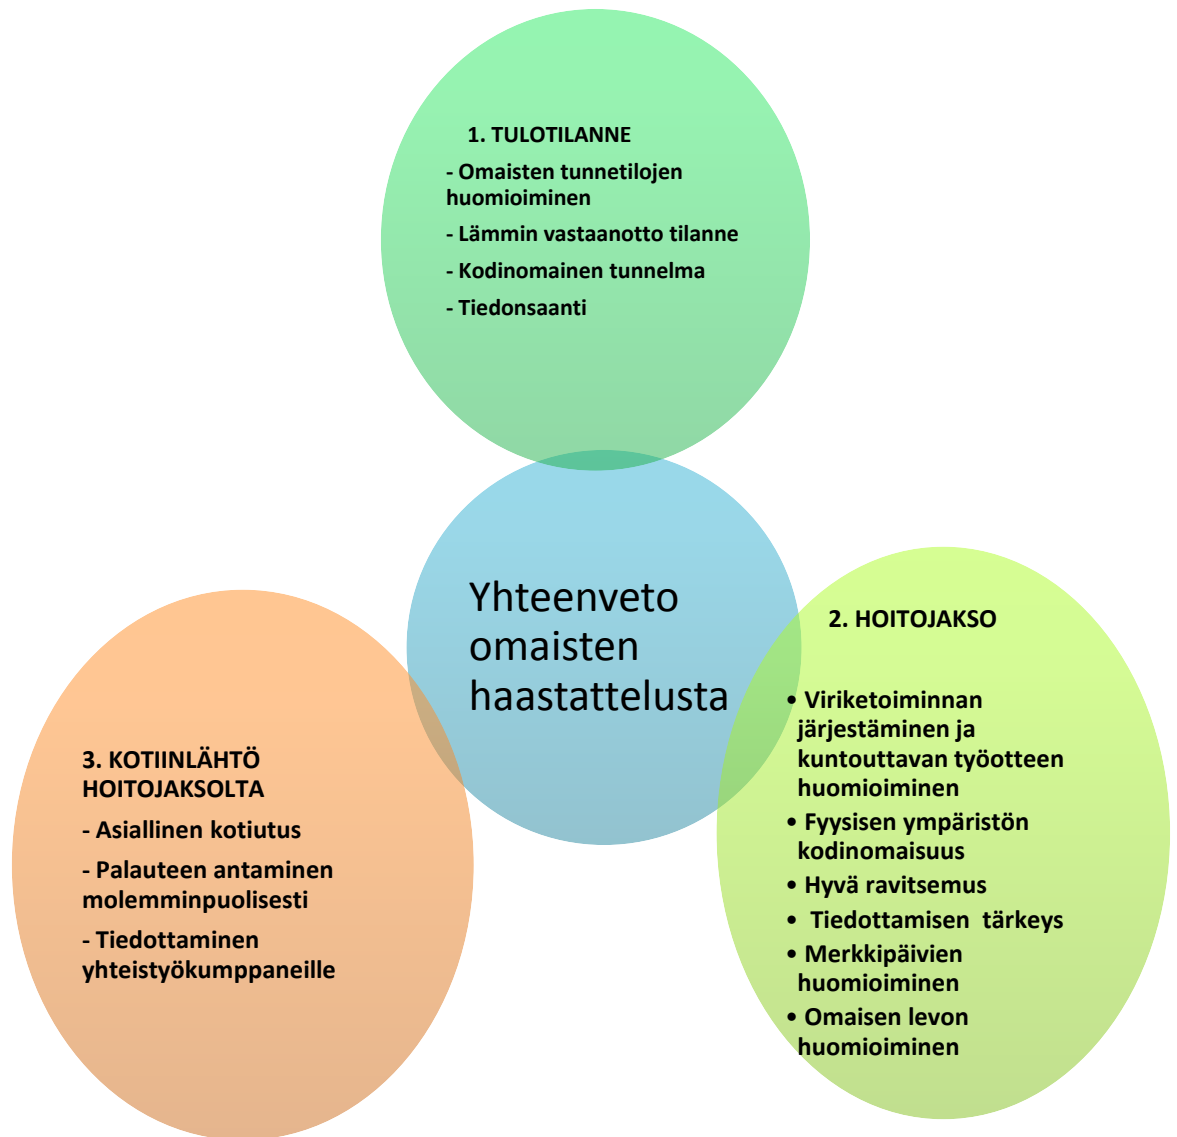 1. TULOTILANNE
- Omaisten tunnetilojen
huomioiminen
- Lämmin vastaanotto tilanne
- Kodinomainen tunnelma
- Tiedonsaanti
Yhteenveto
omaisten
haastattelusta
2. HOITOJAKSO
• Viriketoiminnan
järjestäminen ja
kuntouttavan työotteen
huomioiminen
• Fyysisen ympäristön
kodinomaisuus
• Hyvä ravitsemus
• Tiedottamisen tärkeys
• Merkkipäivien
huomioiminen
• Omaisen levon
huomioiminen
3. KOTIINLÄHTÖ
HOITOJAKSOLTA
- Asiallinen kotiutus
- Palauteen antaminen
molemminpuolisesti
- Tiedottaminen
yhteistyökumppaneille